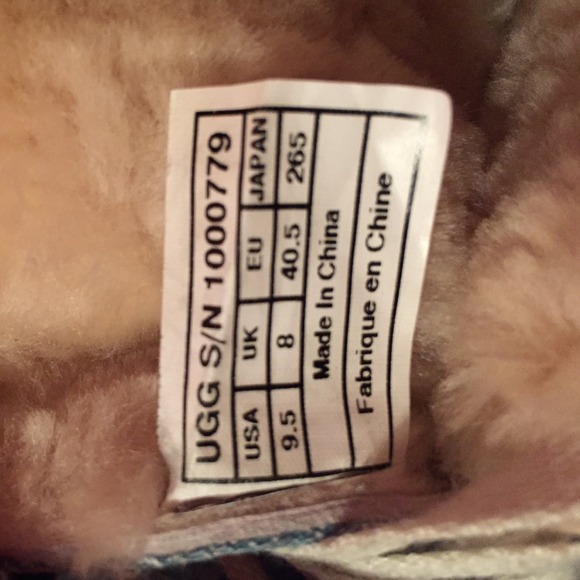 UGG S/N 1000779
USA UK EU JAPAN
9.5 8 40.5 265
Made In China
Fabrique en Chine